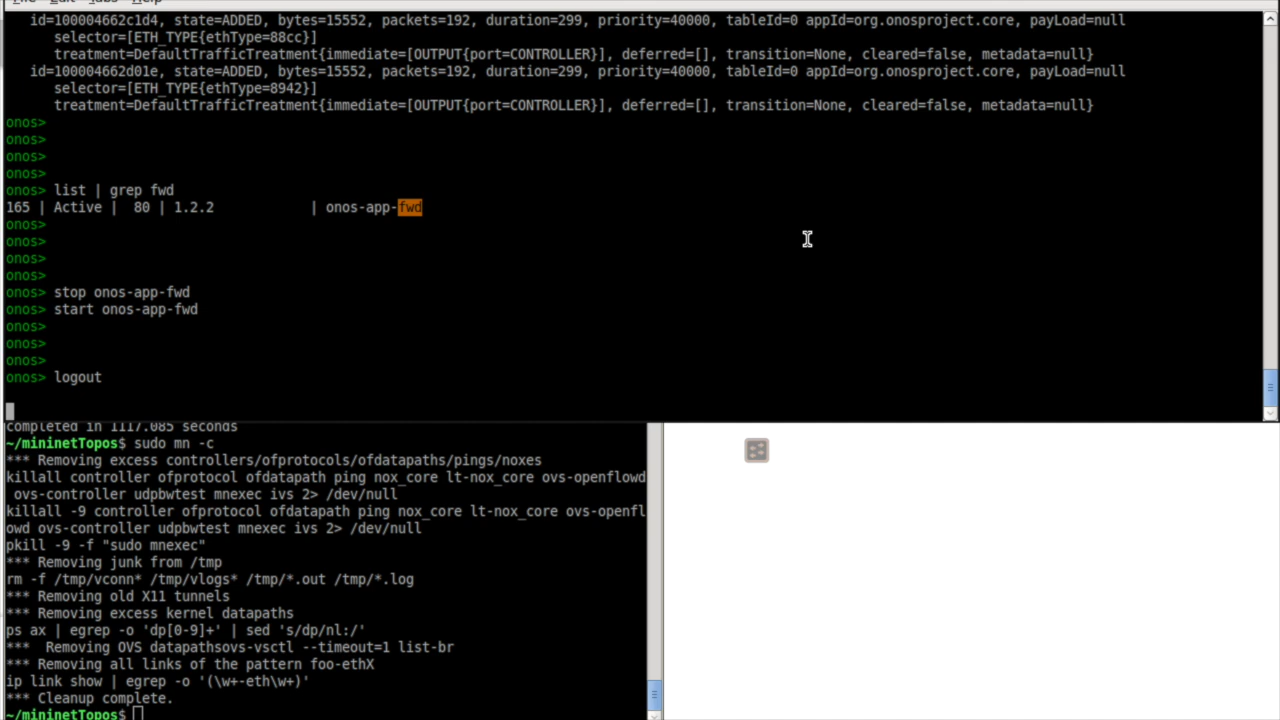 id=100004662c1d4, state=ADDED, bytes=15552, packets=192, duration=299, priority=40000, tableId=0 appId=org.onosproject.core, payLoad=null
selector=[ETH_TYPE{ethType=88cc}]
treatment=DefaultTrafficTreatment{immediate=[OUTPUT{port=CONTROLLER}], deferred=[], transition=None, cleared=false, metadata=null}
id=100004662d01e, state=ADDED, bytes=15552, packets=192, duration=299, priority=40000, tableId=0 appId=org.onosproject.core, payLoad=null
selector=[ETH_TYPE{ethType=8942}]
treatment=DefaultTrafficTreatment{immediate=[OUTPUT{port=CONTROLLER}], deferred=[], transition=None, cleared=false, metadata=null}
onos>
onos>
onos>
onos>
onos> list | grep fwd
165 | Active |  80 | 1.2.2            | onos-app-fwd
onos>
onos>
onos>
onos>
onos> stop onos-app-fwd
onos> start onos-app-fwd
onos>
onos>
onos>
onos> logout
completed in 1117.085 seconds
~/mininetTopos$ sudo mn -c
*** Removing excess controllers/ofprotocols/ofdatapaths/pings/noxes
killall controller ofprotocol ofdatapath ping nox_core lt-nox_core ovs-openflowd
ovs-controller udpbwtest mnexec ivs 2> /dev/null
killall -9 controller ofprotocol ofdatapath ping nox_core lt-nox_core ovs-openfl
owd ovs-controller udpbwtest mnexec ivs 2> /dev/null
pkill -9 -f "sudo mnexec"
*** Removing junk from /tmp
rm -f /tmp/vconn* /tmp/vlogs* /tmp/*.out /tmp/*.log
*** Removing old X11 tunnels
*** Removing excess kernel datapaths
ps ax | egrep -o 'dp[0-9]+' | sed 's/dp/nl:/'
***  Removing OVS datapathsovs-vsctl --timeout=1 list-br
*** Removing all links of the pattern foo-ethX
ip link show | egrep -o '(\w+-eth\w+)'
*** Cleanup complete.
~/mininetTopos$